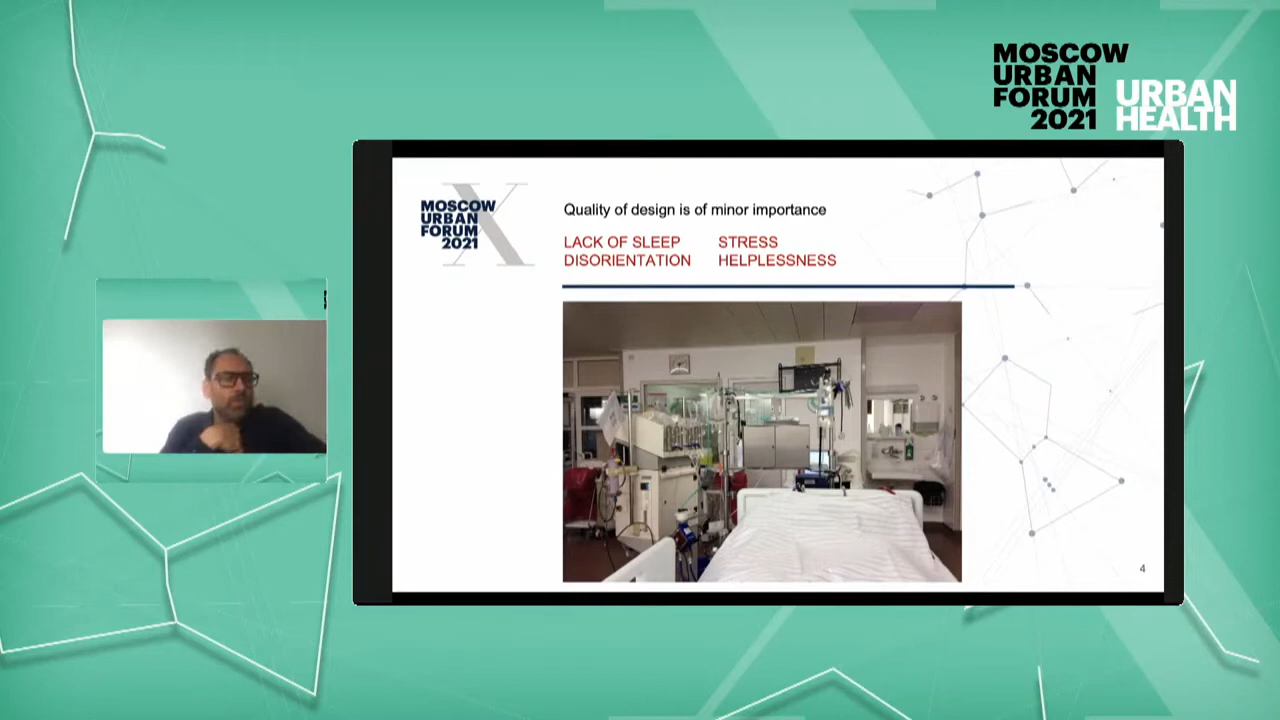 MOSCOW
URBAN
FORUM
2021
URBAN
HEALTH
MOSCOW
URBAN
FORUM
2021
X
Quality of design is of minor importance
LACK OF SLEEP
STRESS
DISORIENTATION
HELPLESSNESS
4